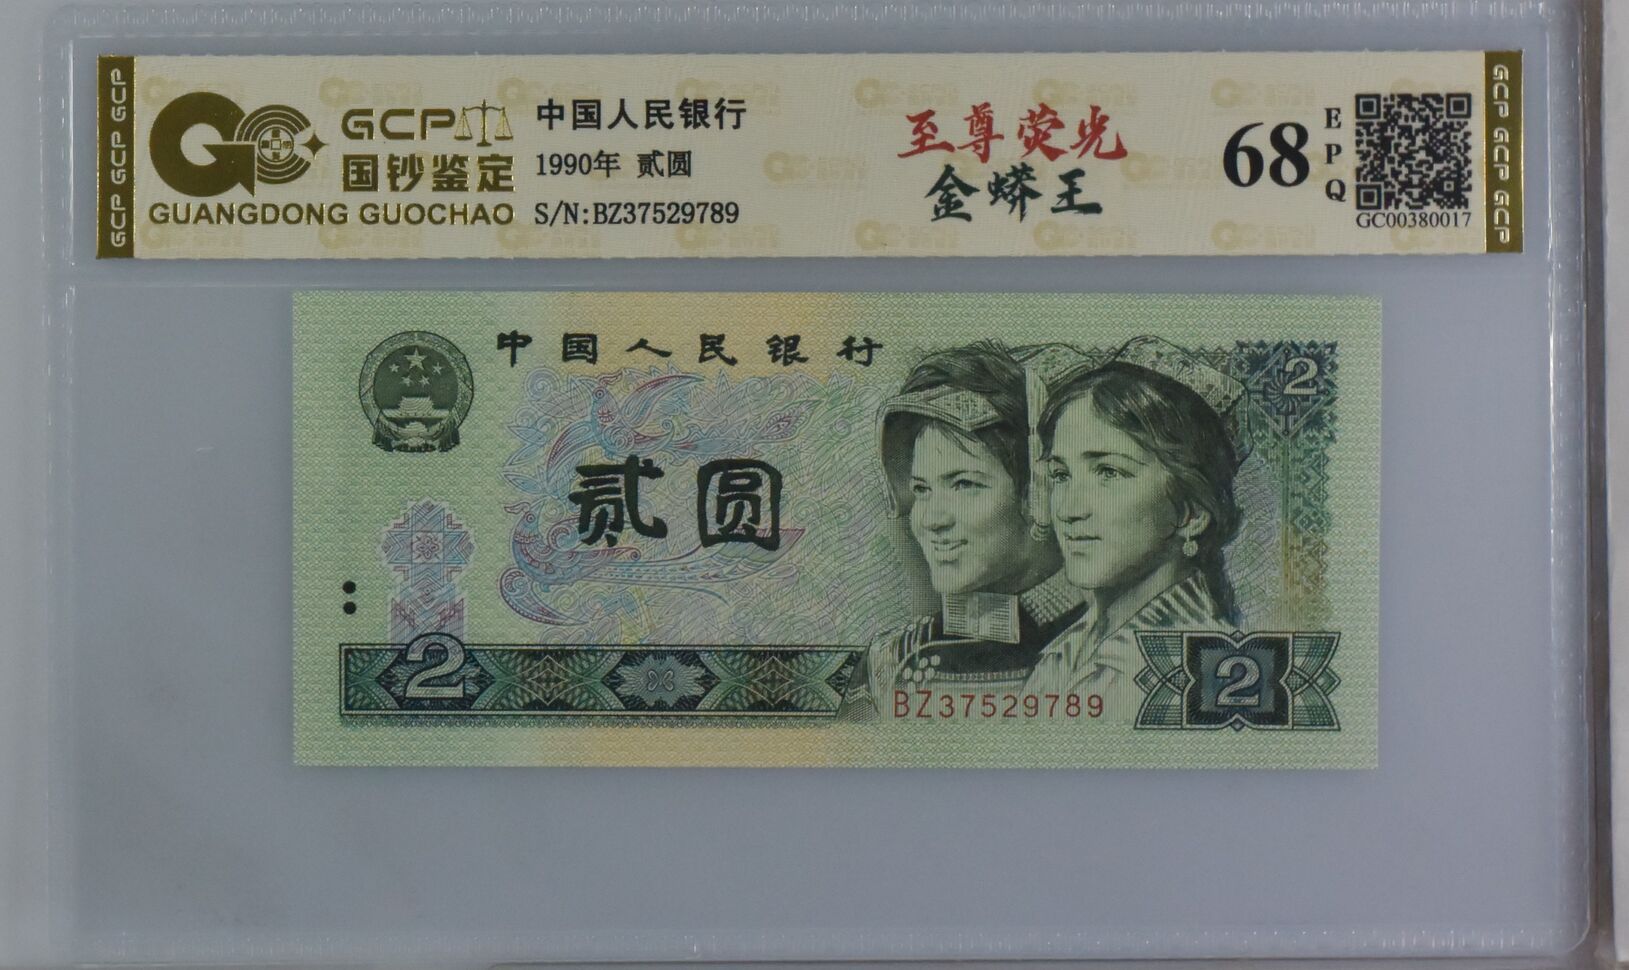 GCP
国钞鉴定
GUANGDONG GUOCHAO
中国人民银行
1990年 贰圆
S/N:BZ37529789
至尊荧光
金蟒王
68
EPQ
GC00380017
GCP GCP GCP
GCP GCP GCP
中国人民银行
贰圆
2
2
2
BZ37529789